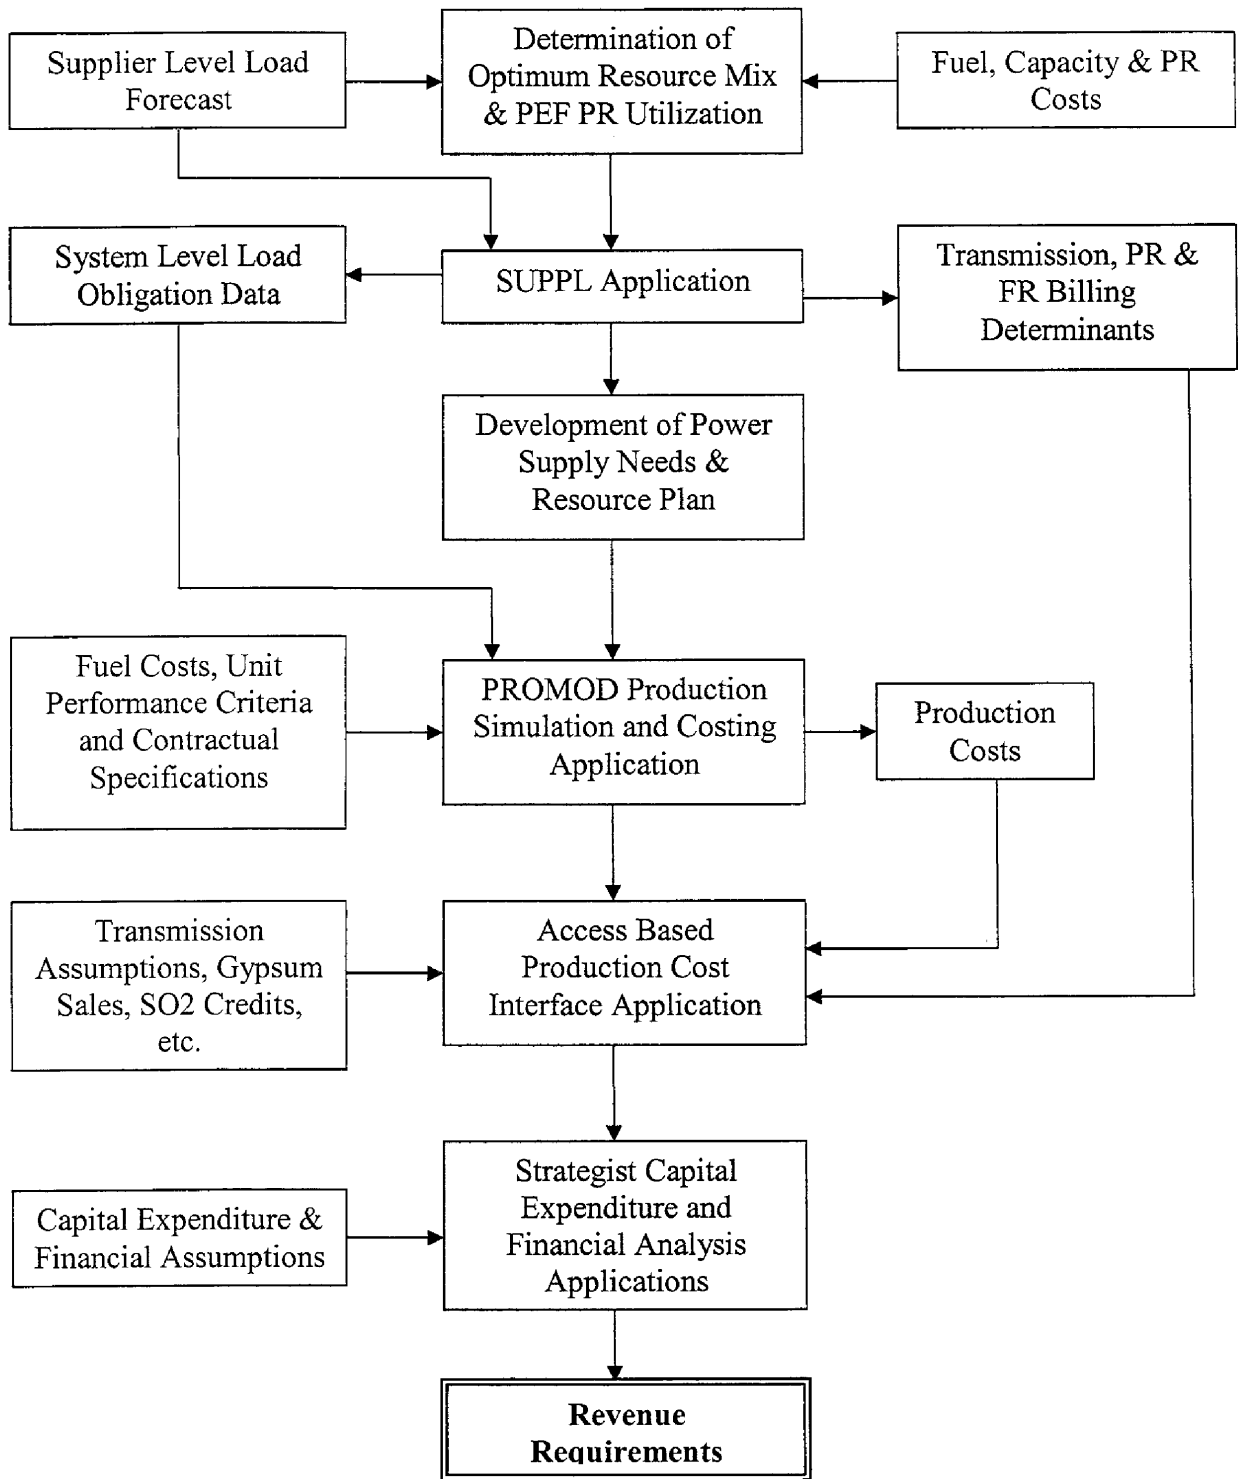 Supplier Level Load
Forecast
Determination of
Optimum Resource Mix
& PEF PR Utilization
Fuel, Capacity & PR
Costs
System Level Load
Obligation Data
SUPPL Application
Transmission, PR &
FR Billing
Determinants
Development of Power
Supply Needs &
Resource Plan
Fuel Costs, Unit
Performance Criteria
and Contractual
Specifications
PROMOD Production
Simulation and Costing
Application
Production
Costs
Transmission
Assumptions, Gypsum
Sales, SO2 Credits,
etc.
Access Based
Production Cost
Interface Application
Capital Expenditure &
Financial Assumptions
Strategist Capital
Expenditure and
Financial Analysis
Applications
Revenue
Requirements